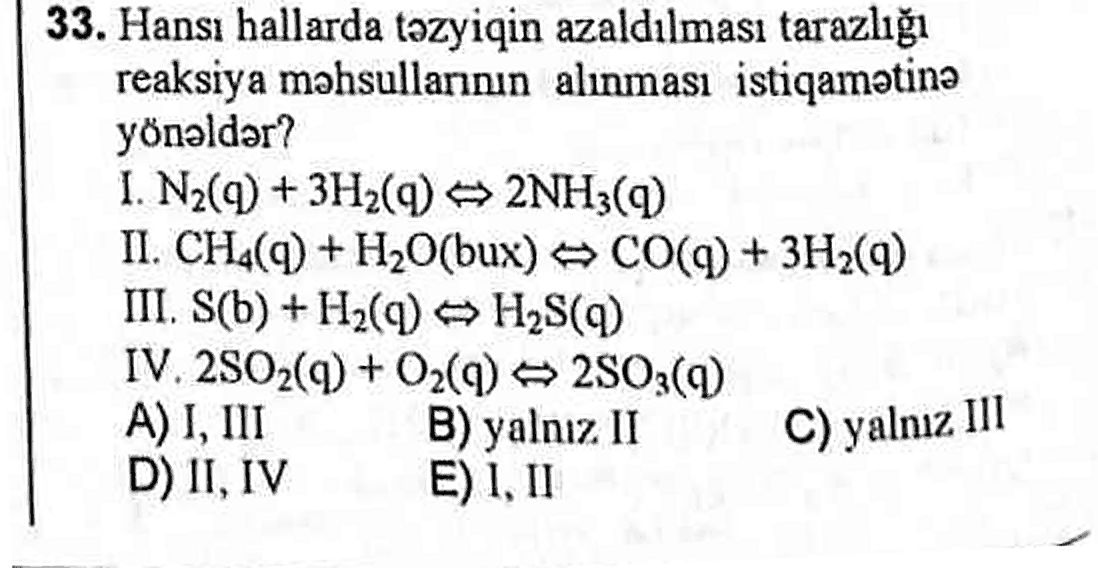 33. Hansı hallarda təzyiqin azaldılması tarazlığı
reaksiya məhsullarının alınması istiqamətinə
yönəldər?
I. N₂(q) + 3H₂(q) ⇔ 2NH₃(q)
II. CH₄(q) + H₂O(bux) ⇔ CO(q) + 3H₂(q)
III. S(b) + H₂(q) ⇔ H₂S(q)
IV. 2SO₂(q) + O₂(q) ⇔ 2SO₃(q)
A) I, III B) yalnız II C) yalnız III
D) II, IV E) I, II